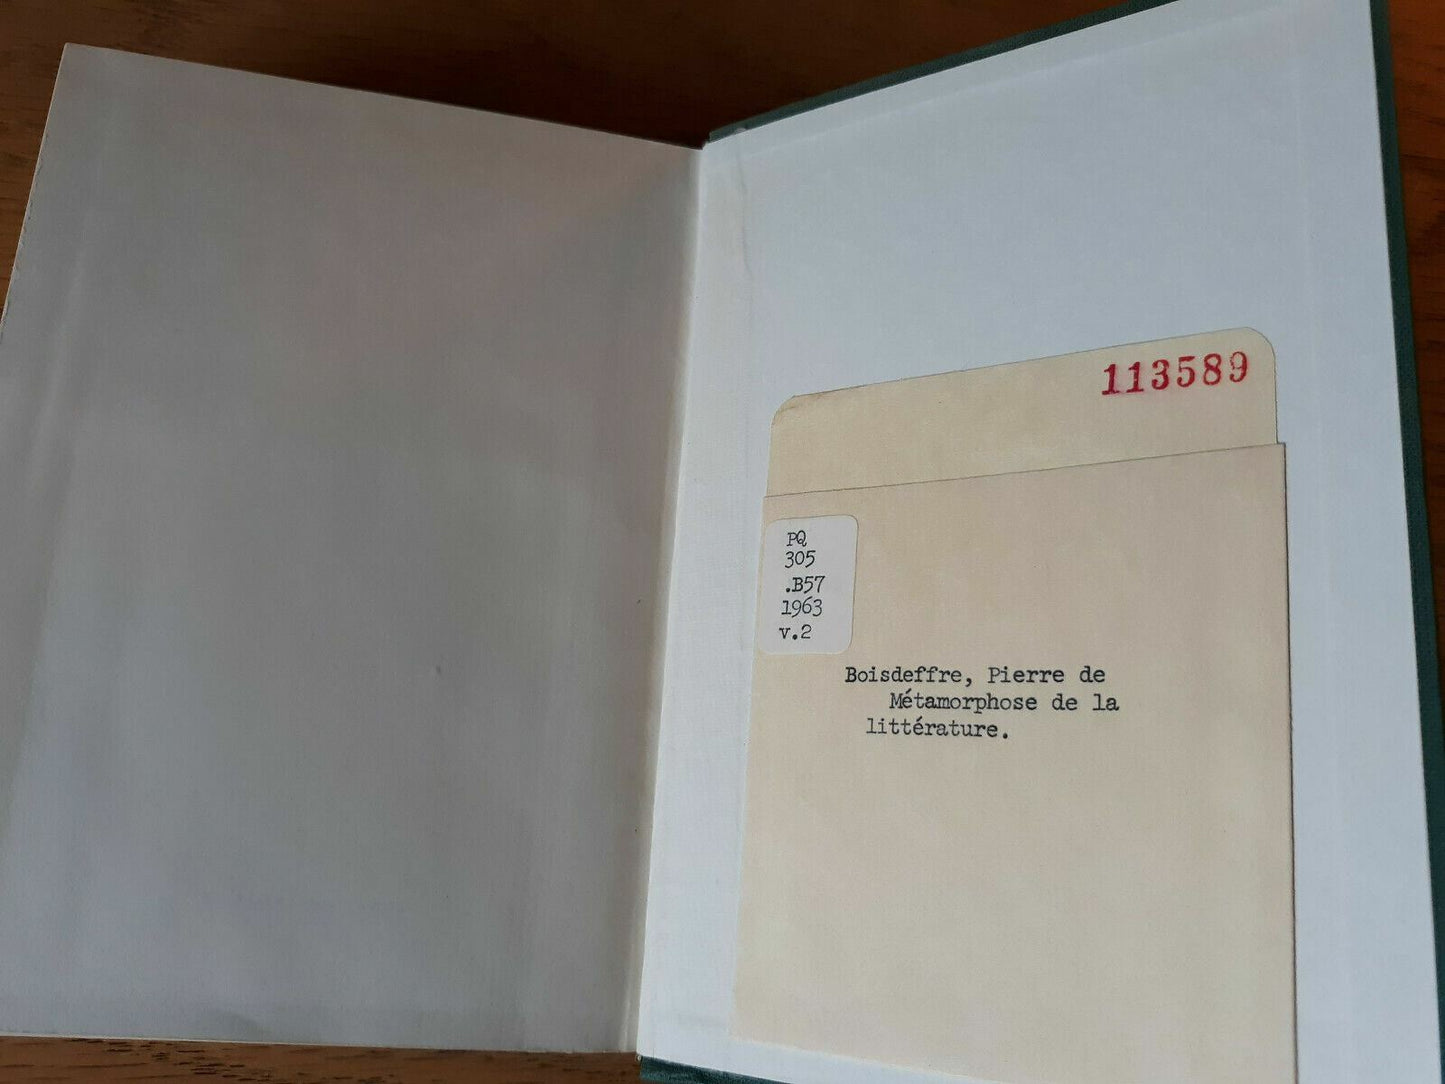 113589
PQ
305
.B57
1963
v.2
Boisdeffre, Pierre de
Métamorphose de la
littérature.